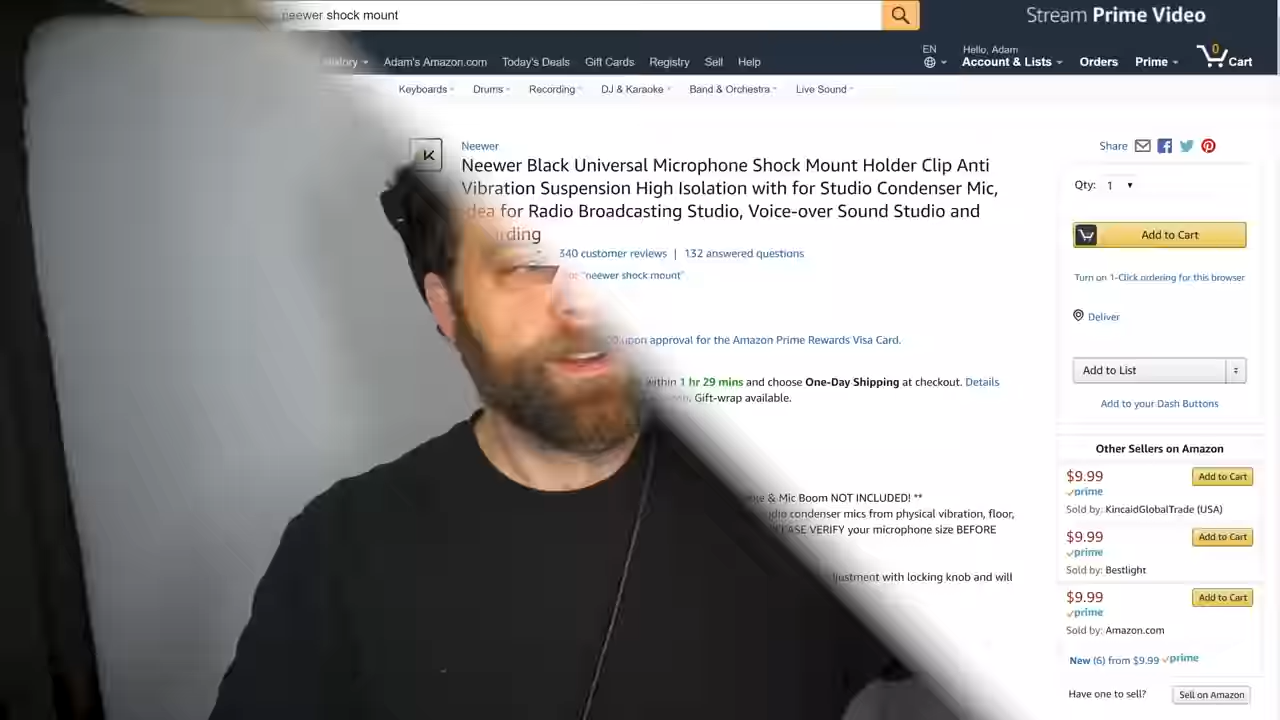 neewer shock mount
Stream Prime Video
History
Adam's Amazon.com
Today's Deals
Gift Cards
Registry
Sell
Help
EN
Hello, Adam
Account & Lists
Orders
Prime
0
Cart
Keyboards
Drums
Recording
DJ & Karaoke
Band & Orchestra
Live Sound
K
Neewer
Neewer Black Universal Microphone Shock Mount Holder Clip Anti
Vibration Suspension High Isolation with for Studio Condenser Mic,
for Radio Broadcasting Studio, Voice-over Sound Studio and
340 customer reviews | 132 answered questions
"neewer shock mount"
upon approval for the Amazon Prime Rewards Visa Card.
within 1 hr 29 mins and choose One-Day Shipping at checkout. Details
Gift-wrap available.
& Mic Boom NOT INCLUDED! **
condenser mics from physical vibration, floor,
PLEASE VERIFY your microphone size BEFORE
with locking knob and will
Share
Qty: 1
Add to Cart
Turn on 1-Click ordering for this browser
Deliver
Add to List
Add to your Dash Buttons
Other Sellers on Amazon
$9.99
Add to Cart
prime
Sold by: KincaidGlobalTrade (USA)
$9.99
Add to Cart
prime
Sold by: Bestlight
$9.99
Add to Cart
prime
Sold by: Amazon.com
New (6) from $9.99 prime
Have one to sell?
Sell on Amazon